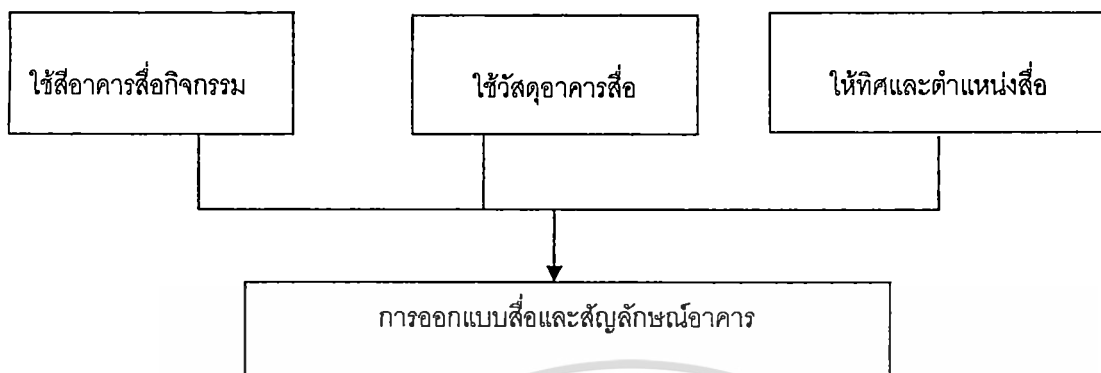 ใช้สีอาคารสื่อกิจกรรม
ใช้วัสดุอาคารสื่อ
ให้ทิศและตำแหน่งสื่อ
การออกแบบสื่อและสัญลักษณ์อาคาร